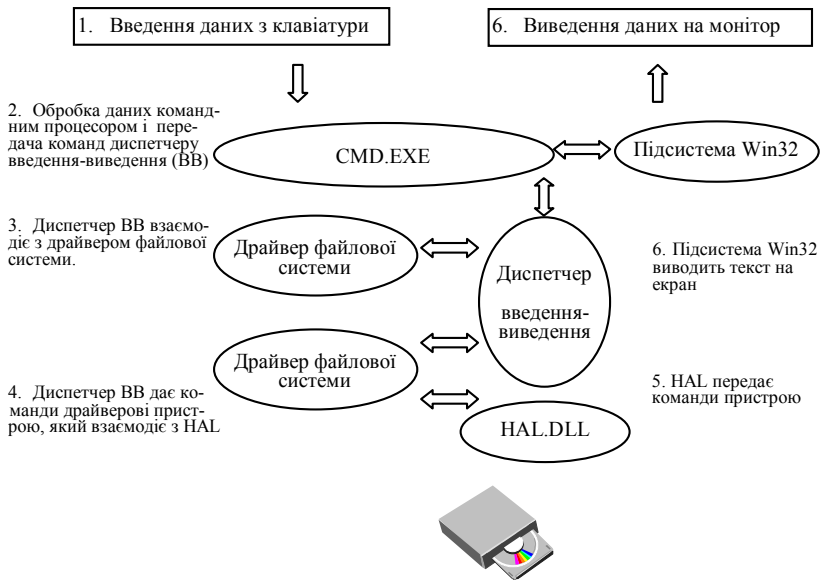 1. Введення даних з клавіатури
6. Виведення даних на монітор
2. Обробка даних команд-
ним процесором і пере-
дача команд диспетчеру
введення-виведення (ВВ)
CMD.EXE
Підсистема Win32
3. Диспетчер ВВ взаємо-
діє з драйвером файлової
системи.
Драйвер файлової
системи
Диспетчер
введення-
виведення
6. Підсистема Win32
виводить текст на
екран
Драйвер файлової
системи
4. Диспетчер ВВ дає ко-
манди драйверові прист-
рою, який взаємодіє з HAL
5. HAL передає
команди пристрою
HAL.DLL